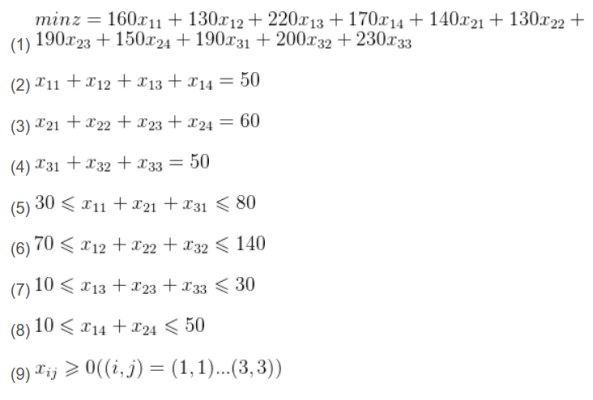 min z = 160x₁₁ + 130x₁₂ + 220x₁₃ + 170x₁₄ + 140x₂₁ + 130x₂₂ +
(1) 190x₂₃ + 150x₂₄ + 190x₃₁ + 200x₃₂ + 230x₃₃
(2) x₁₁ + x₁₂ + x₁₃ + x₁₄ = 50
(3) x₂₁ + x₂₂ + x₂₃ + x₂₄ = 60
(4) x₃₁ + x₃₂ + x₃₃ = 50
(5) 30 ⩽ x₁₁ + x₂₁ + x₃₁ ⩽ 80
(6) 70 ⩽ x₁₂ + x₂₂ + x₃₂ ⩽ 140
(7) 10 ⩽ x₁₃ + x₂₃ + x₃₃ ⩽ 30
(8) 10 ⩽ x₁₄ + x₂₄ ⩽ 50
(9) xᵢⱼ ⩾ 0((i, j) = (1, 1)...(3, 3))